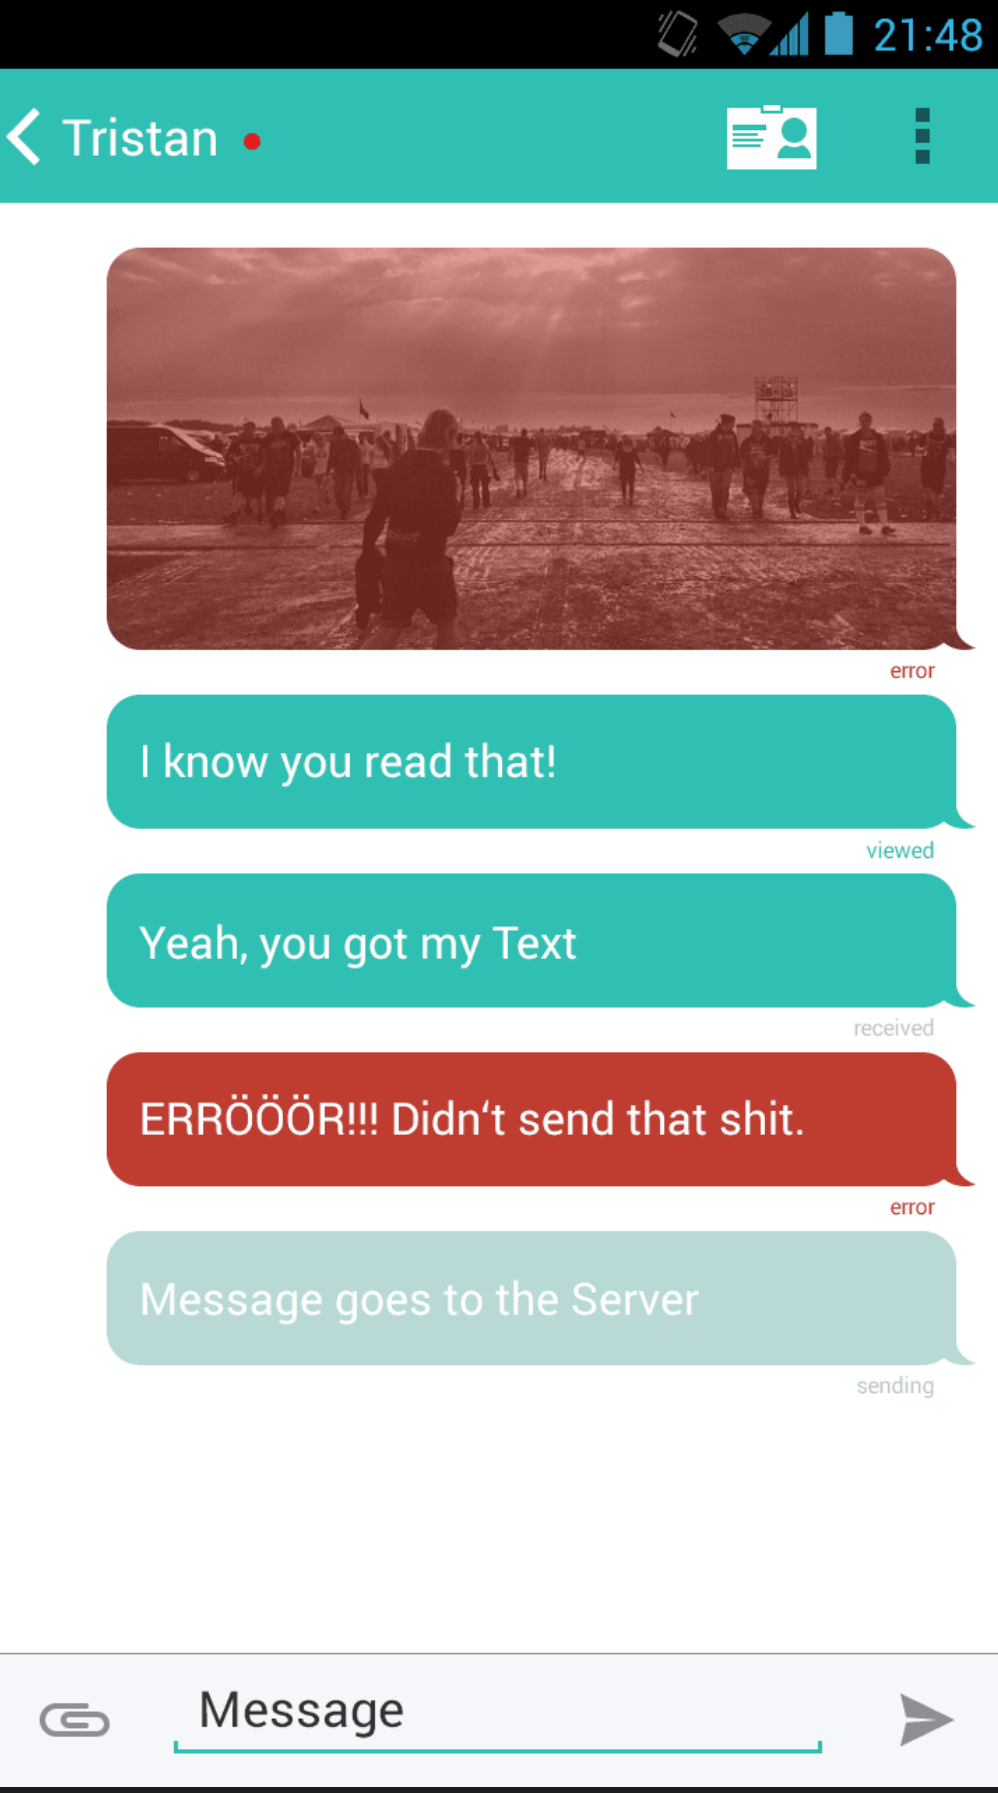 21:48
Tristan
error
I know you read that!
viewed
Yeah, you got my Text
received
ERRÖÖÖR!!! Didn‘t send that shit.
error
Message goes to the Server
sending
Message